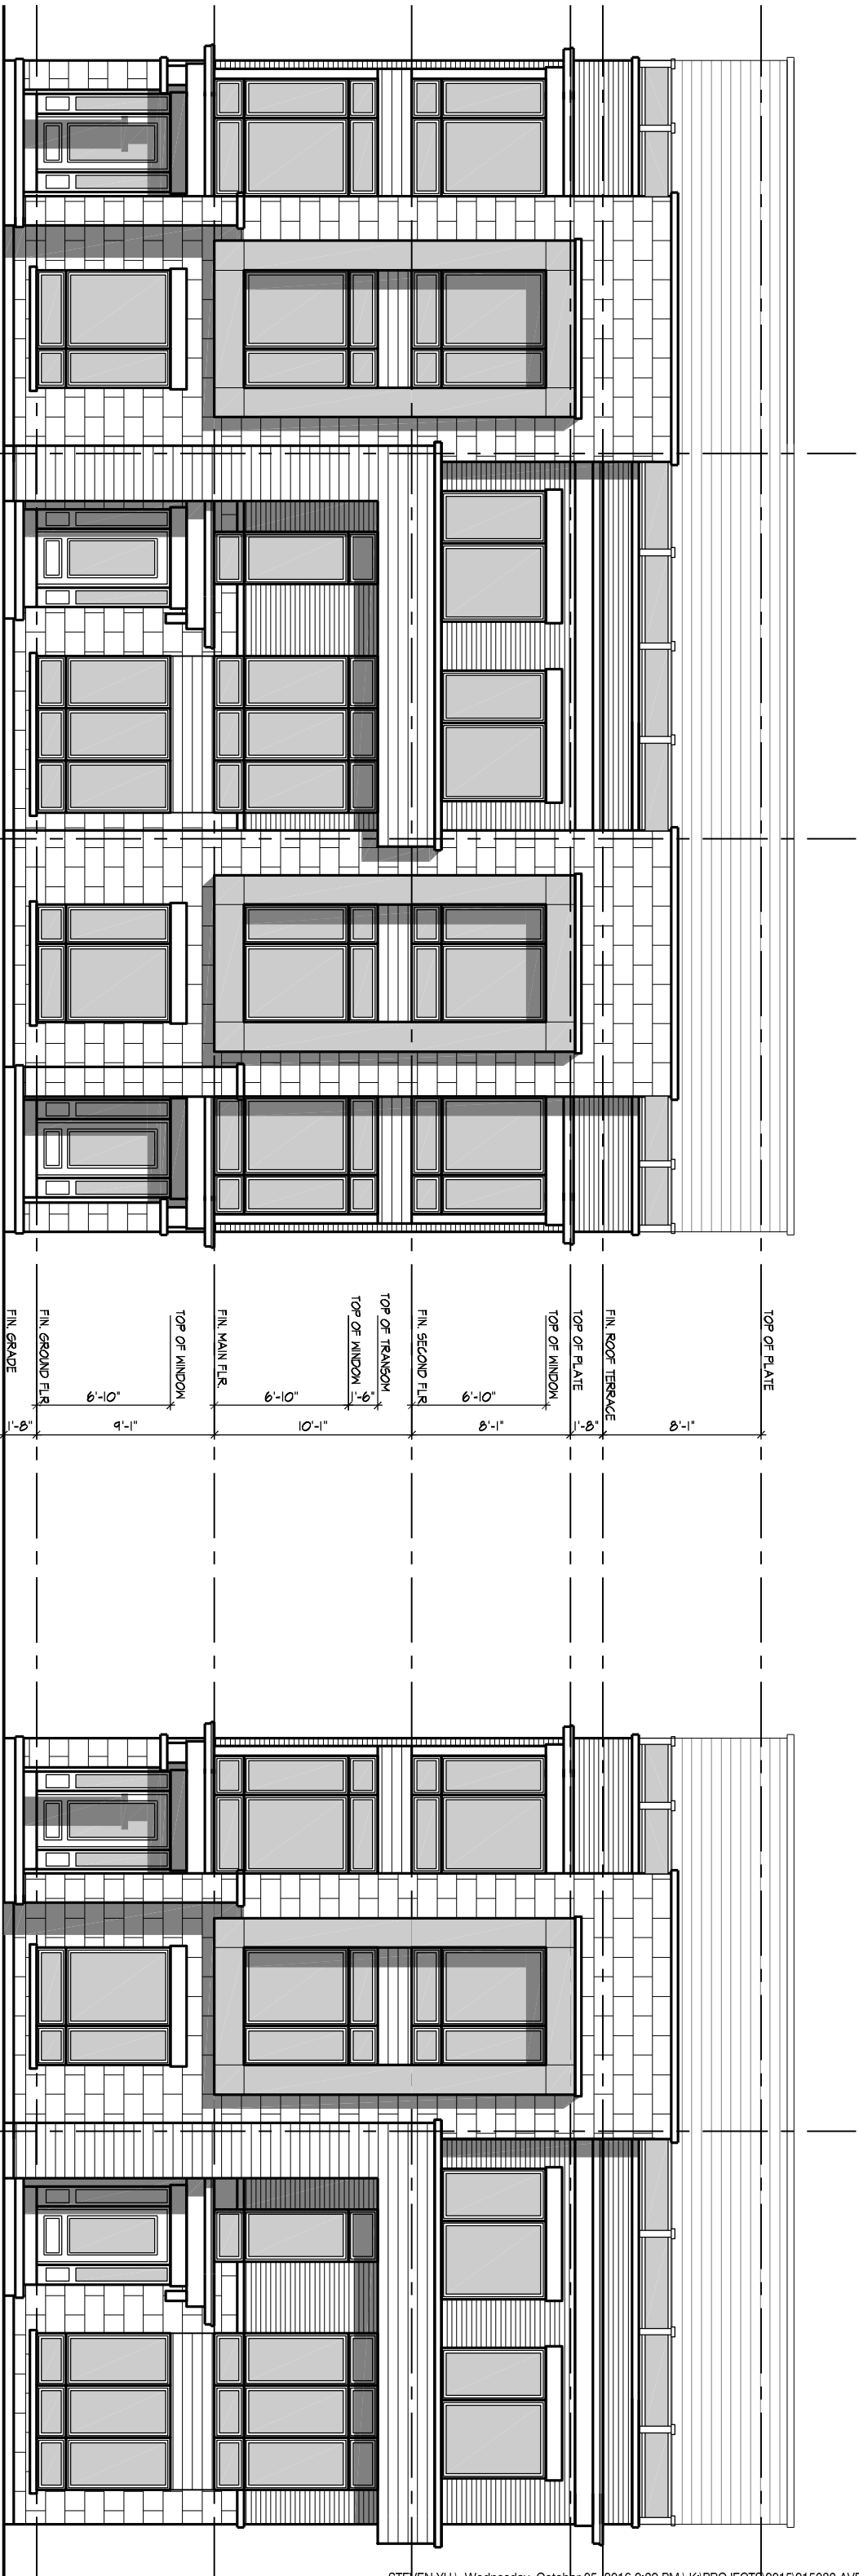 TOP OF PLATE
FIN. ROOF TERRACE
TOP OF PLATE
TOP OF WINDOW
FIN. SECOND FLR.
TOP OF TRANSOM
TOP OF WINDOW
FIN. MAIN FLR.
TOP OF WINDOW
FIN. GROUND FLR.
FIN. GRADE
6'-10"
1'-6"
6'-10"
6'-10"
8'-1"
1'-8"
8'-1"
10'-1"
9'-1"
1'-8"